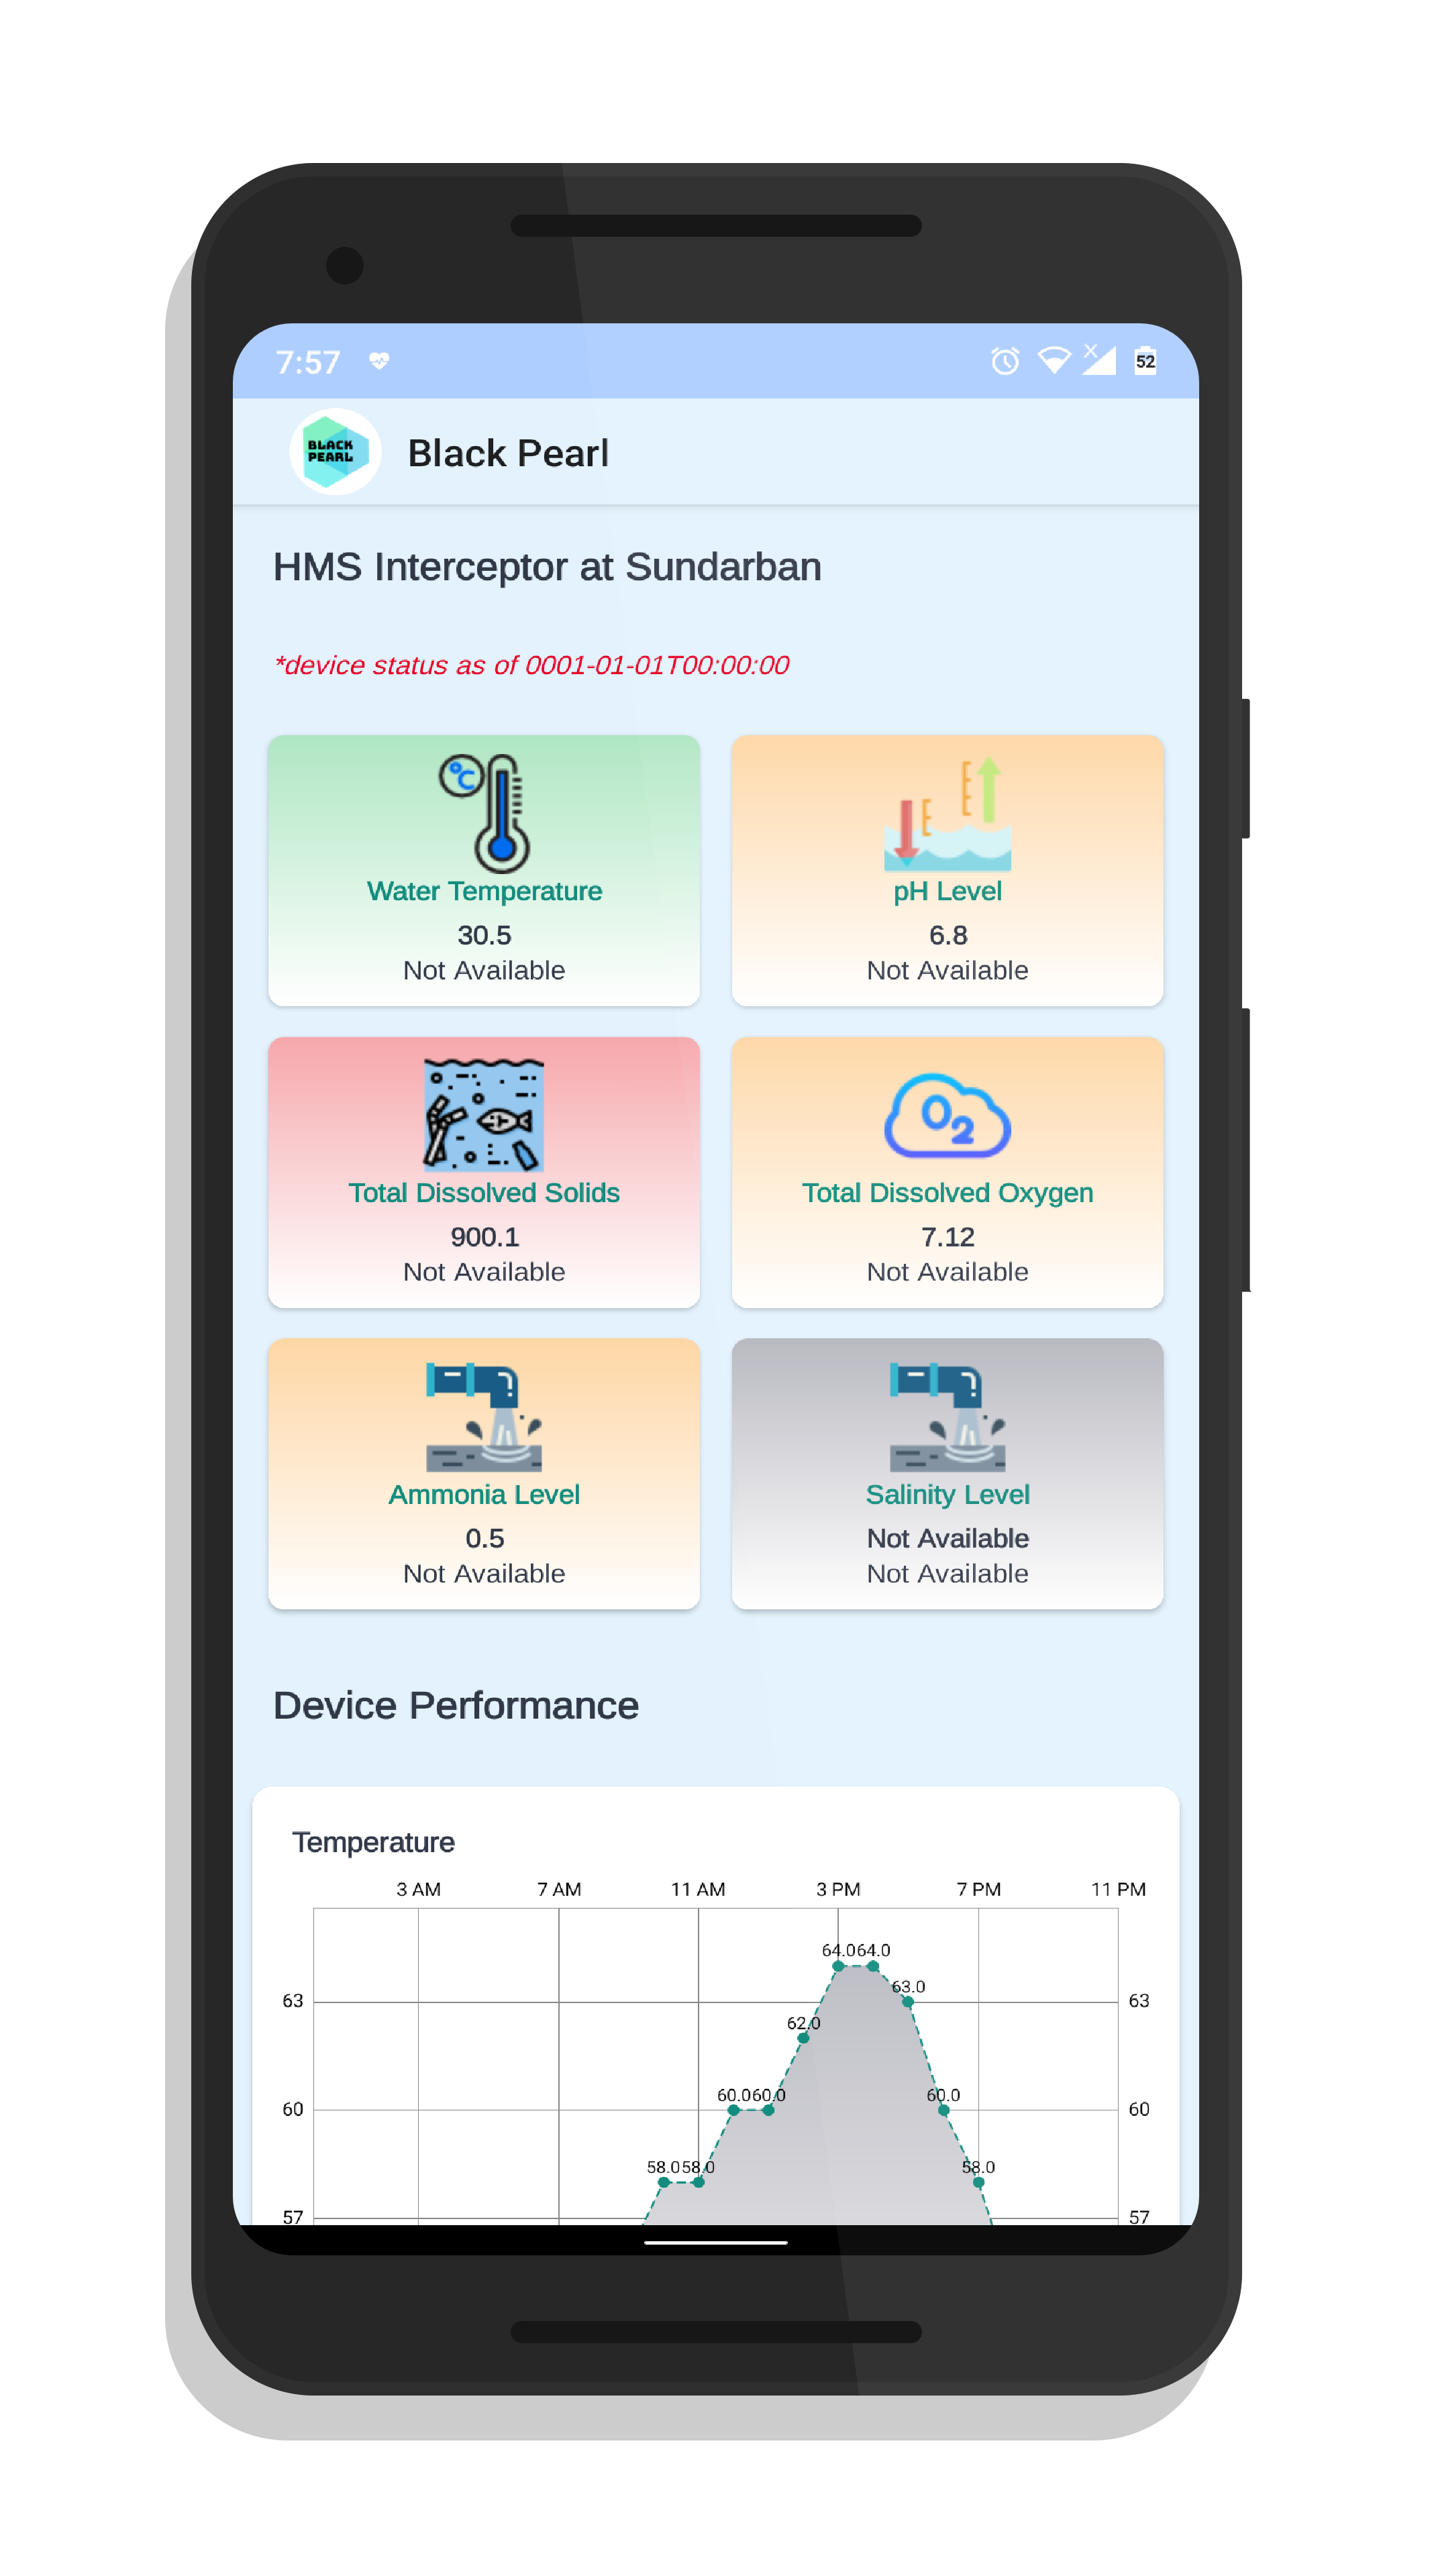 7:57
52
BLACK
PEARL
Black Pearl
HMS Interceptor at Sundarban
*device status as of 0001-01-01T00:00:00
°C
Water Temperature
30.5
Not Available
pH Level
6.8
Not Available
Total Dissolved Solids
900.1
Not Available
O2
Total Dissolved Oxygen
7.12
Not Available
Ammonia Level
0.5
Not Available
Salinity Level
Not Available
Not Available
Device Performance
Temperature
3 AM 7 AM 11 AM 3 PM 7 PM 11 PM
64.0 64.0
63.0
63 63
62.0
60.0 60.0 60.0
60 60
58.0 58.0 58.0
57 57